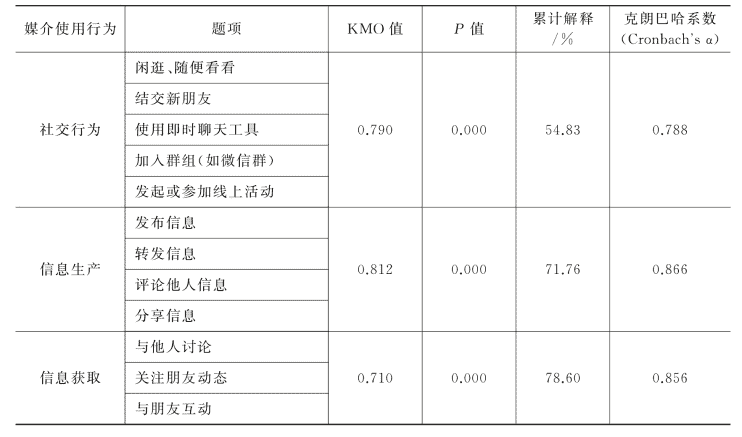 媒介使用行为 题项 KMO 值 P 值 累计解释/% 克朗巴哈系数(Cronbach's α)
闲逛、随便看看
结交新朋友
社交行为 使用即时聊天工具 0.790 0.000 54.83 0.788
加入群组(如微信群)
发起或参加线上活动
发布信息
转发信息
信息生产 0.812 0.000 71.76 0.866
评论他人信息
分享信息
与他人讨论
信息获取 关注朋友动态 0.710 0.000 78.60 0.856
与朋友互动